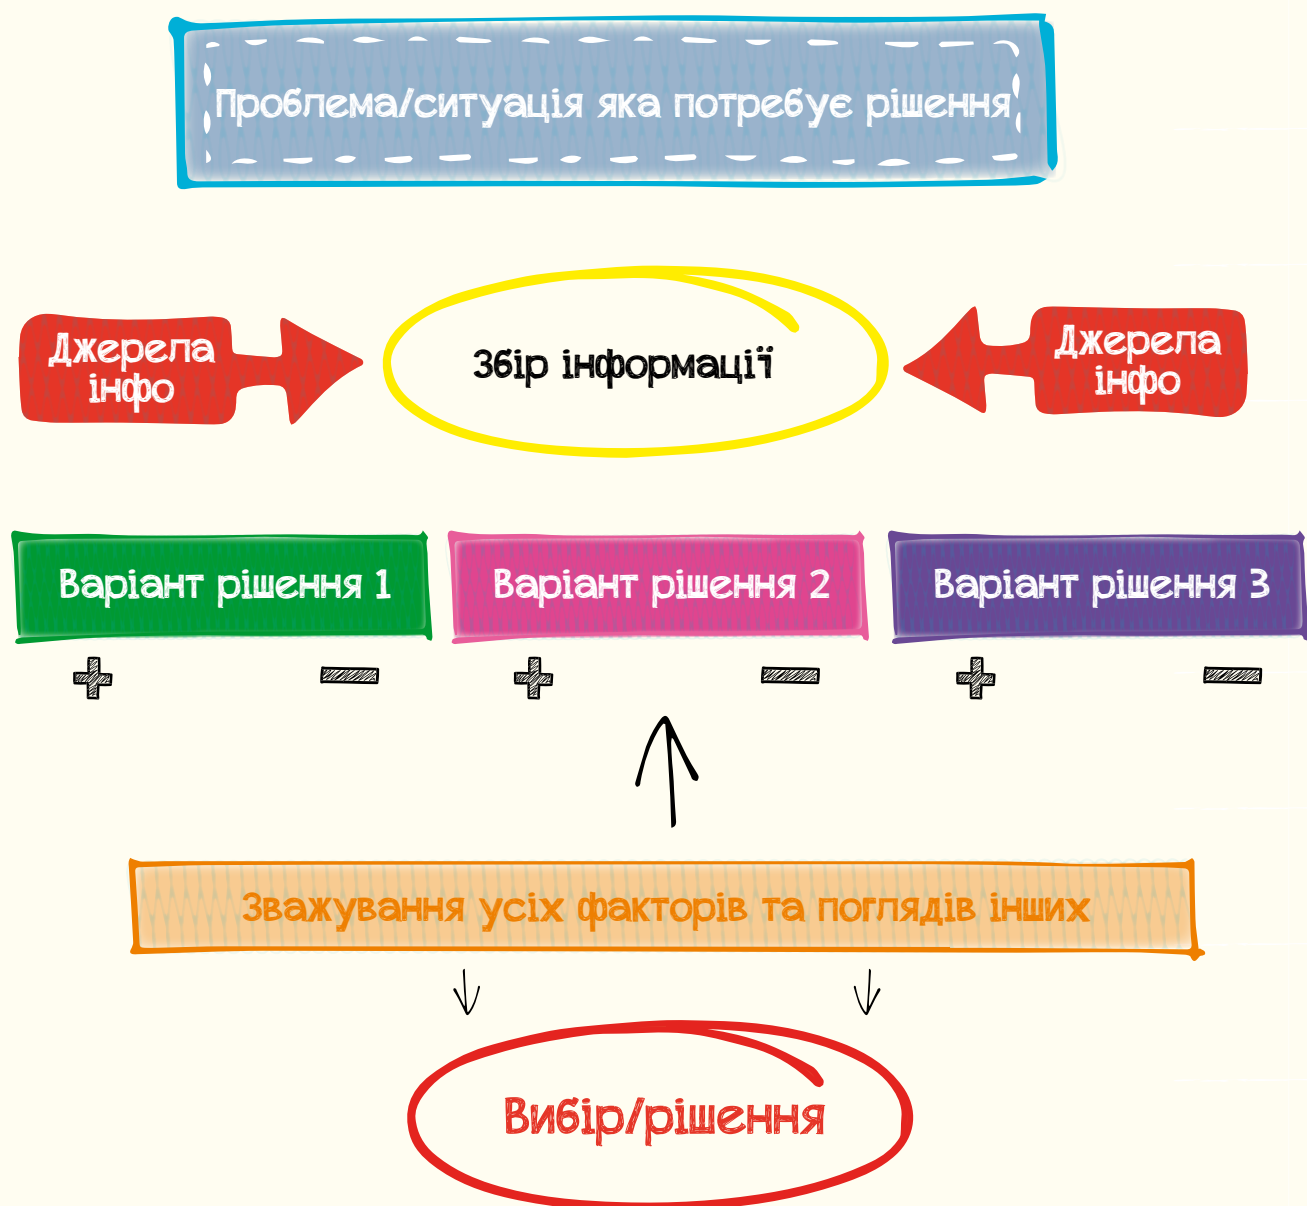 Проблема/ситуація яка потребує рішення
Джерела
інфо
Збір інформації
Джерела
інфо
Варіант рішення 1
Варіант рішення 2
Варіант рішення 3
+ −
+ −
+ −
Зважування усіх факторів та поглядів інших
Вибір/рішення